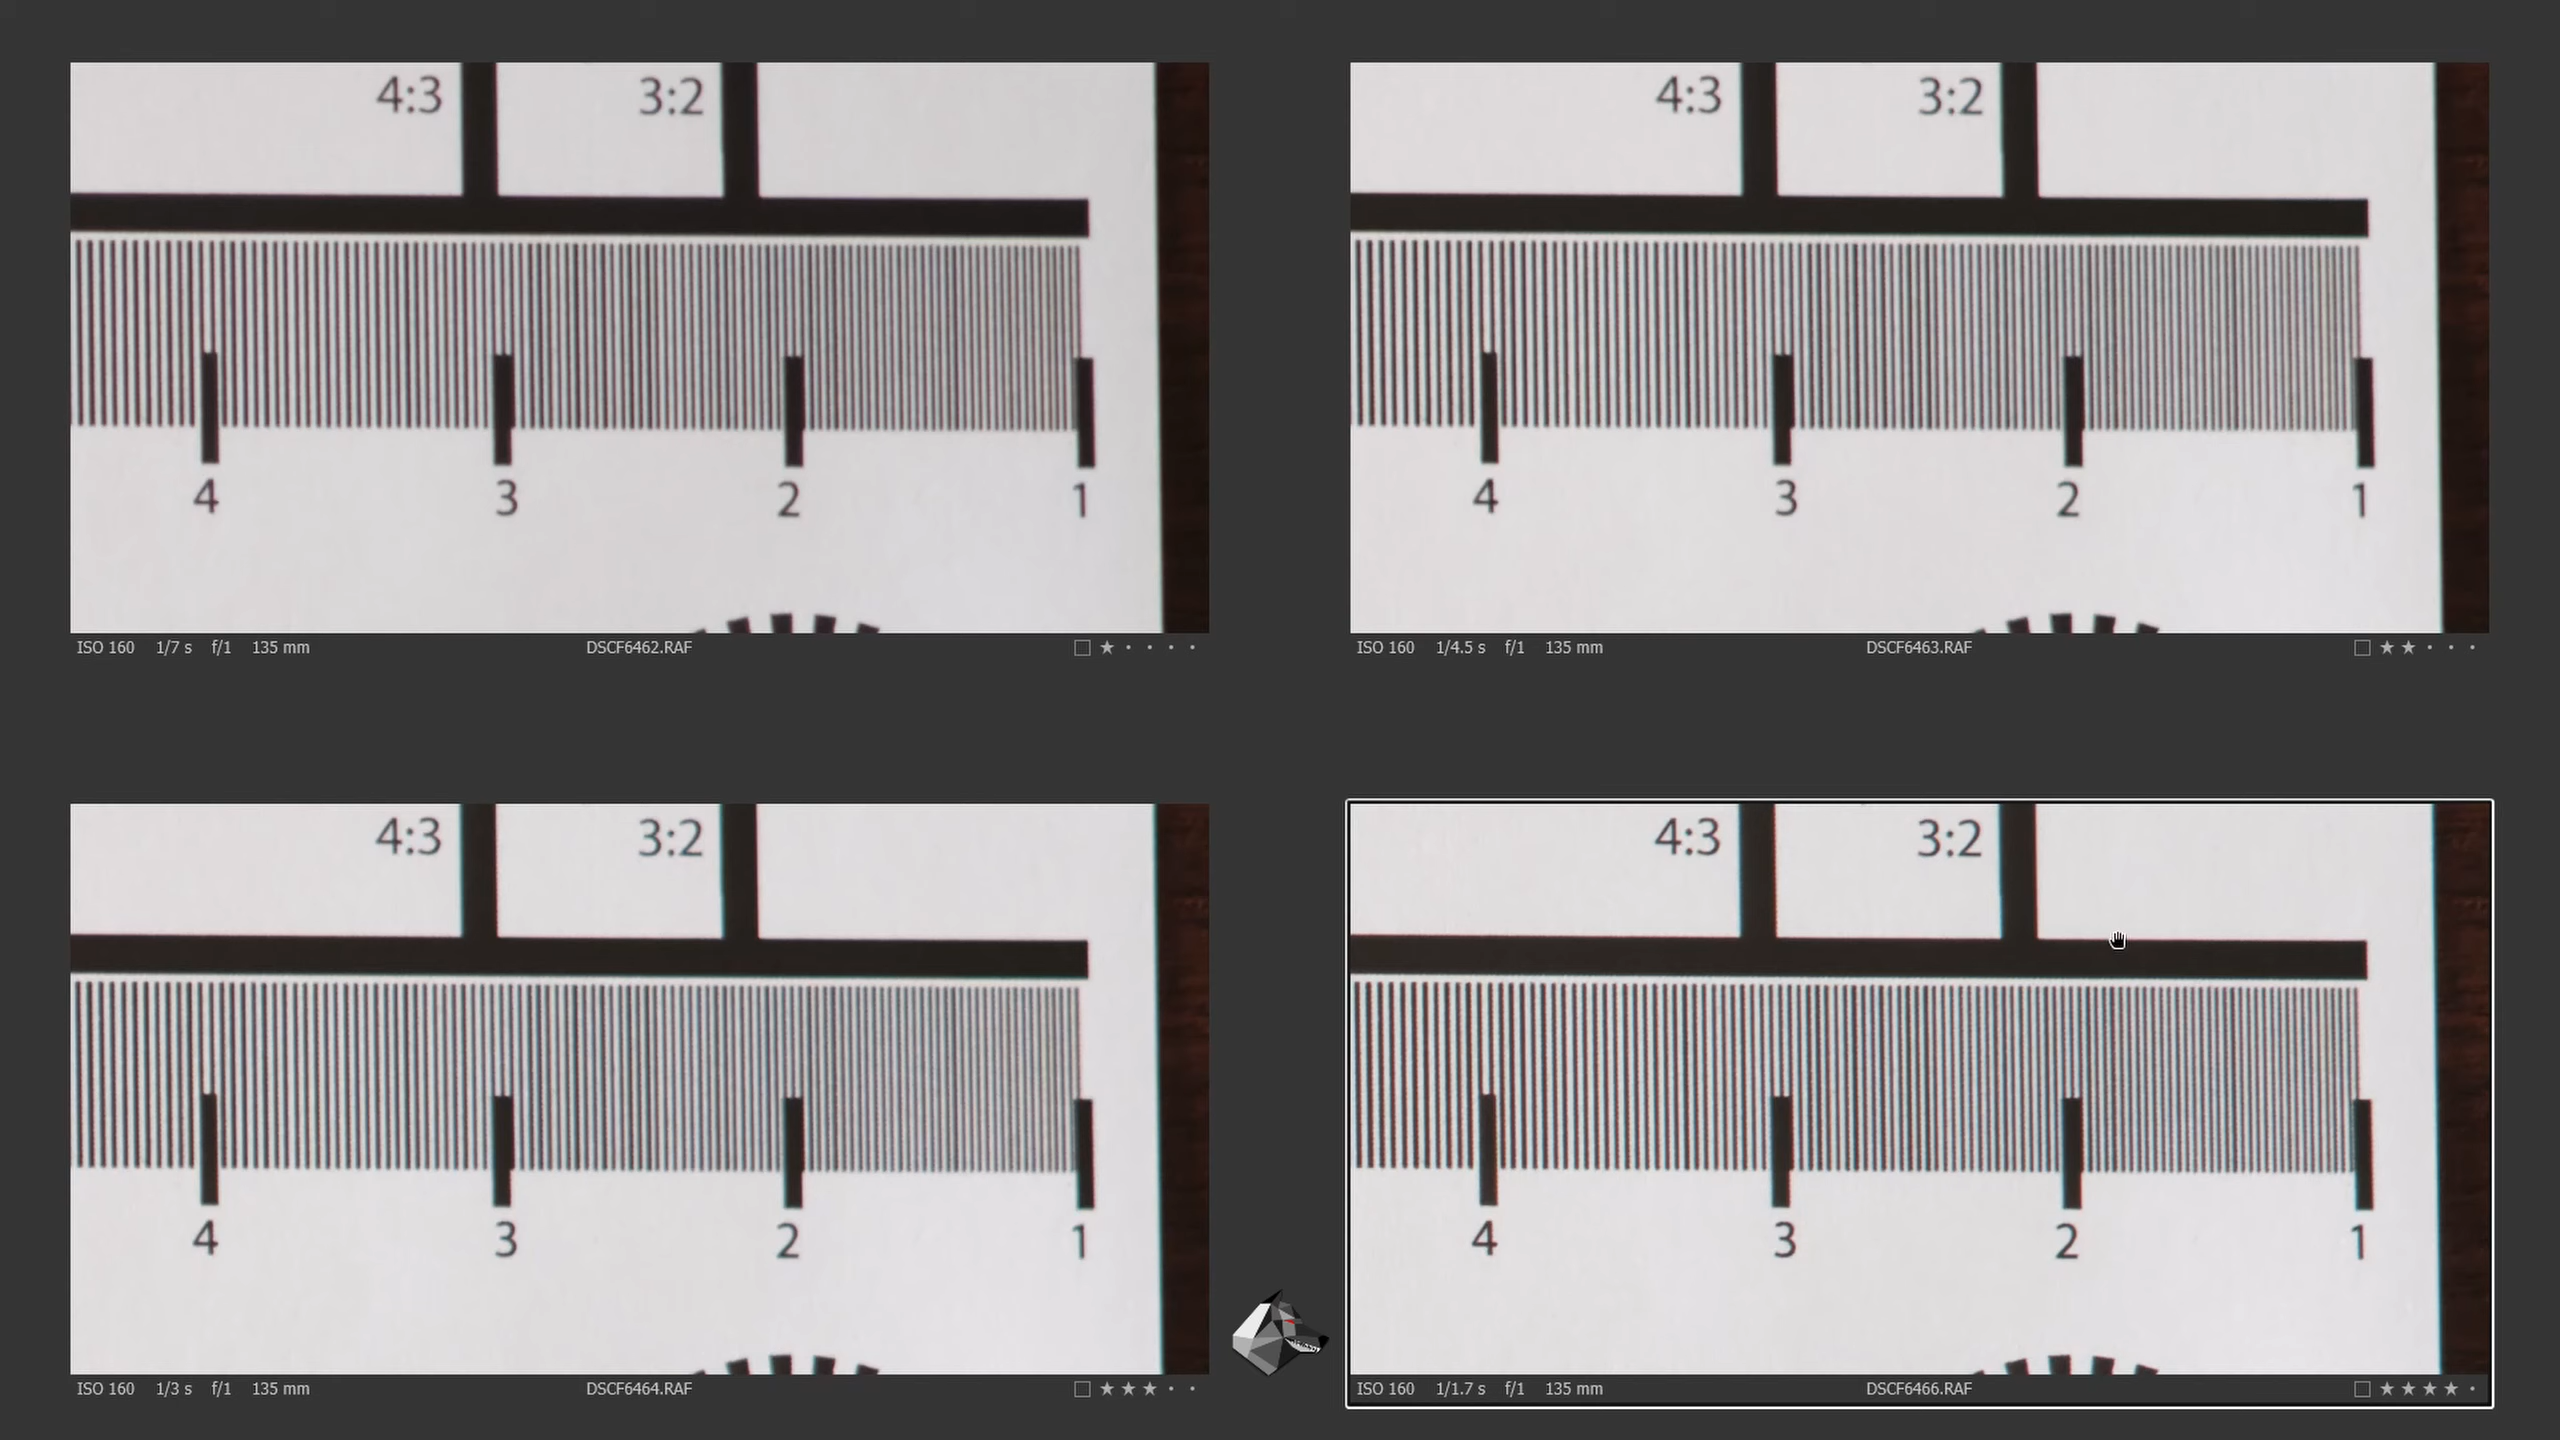 4:3 3:2
4 3 2 1
ISO 160 1/7 s f/1 135 mm DSCF6462.RAF
4:3 3:2
4 3 2 1
ISO 160 1/4.5 s f/1 135 mm DSCF6463.RAF
4:3 3:2
4 3 2 1
ISO 160 1/3 s f/1 135 mm DSCF6464.RAF
4:3 3:2
4 3 2 1
ISO 160 1/1.7 s f/1 135 mm DSCF6466.RAF